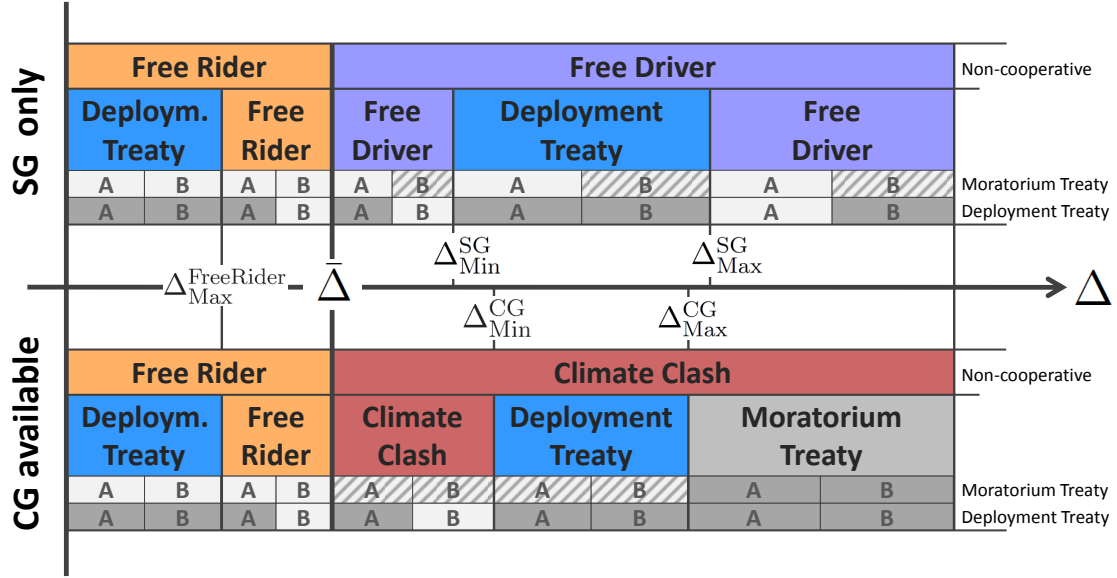 SG only
Free Rider Free Driver Non-cooperative
Deploym. Free Free Deployment Free
Treaty Rider Driver Treaty Driver
A B A B A B A B A B Moratorium Treaty
A B A B A B A B A B Deployment Treaty
Δ^SG_Min Δ^SG_Max
Δ^FreeRider_Max Δ̄ Δ
Δ^CG_Min Δ^CG_Max
CG available
Free Rider Climate Clash Non-cooperative
Deploym. Free Climate Deployment Moratorium
Treaty Rider Clash Treaty Treaty
A B A B A B A B A B Moratorium Treaty
A B A B A B A B A B Deployment Treaty